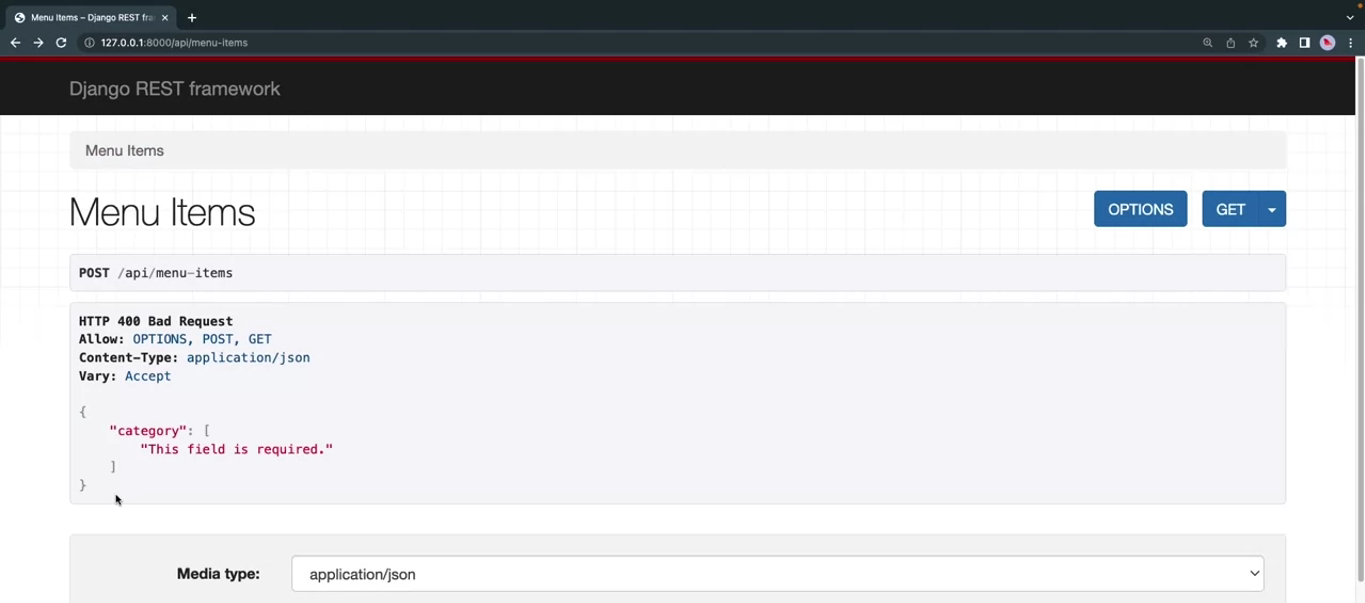 Menu Items – Django REST fra
127.0.0.1:8000/api/menu-items
Django REST framework
Menu Items
Menu Items
OPTIONS
GET
POST /api/menu-items
HTTP 400 Bad Request
Allow: OPTIONS, POST, GET
Content-Type: application/json
Vary: Accept
{
"category": [
"This field is required."
]
}
Media type:
application/json